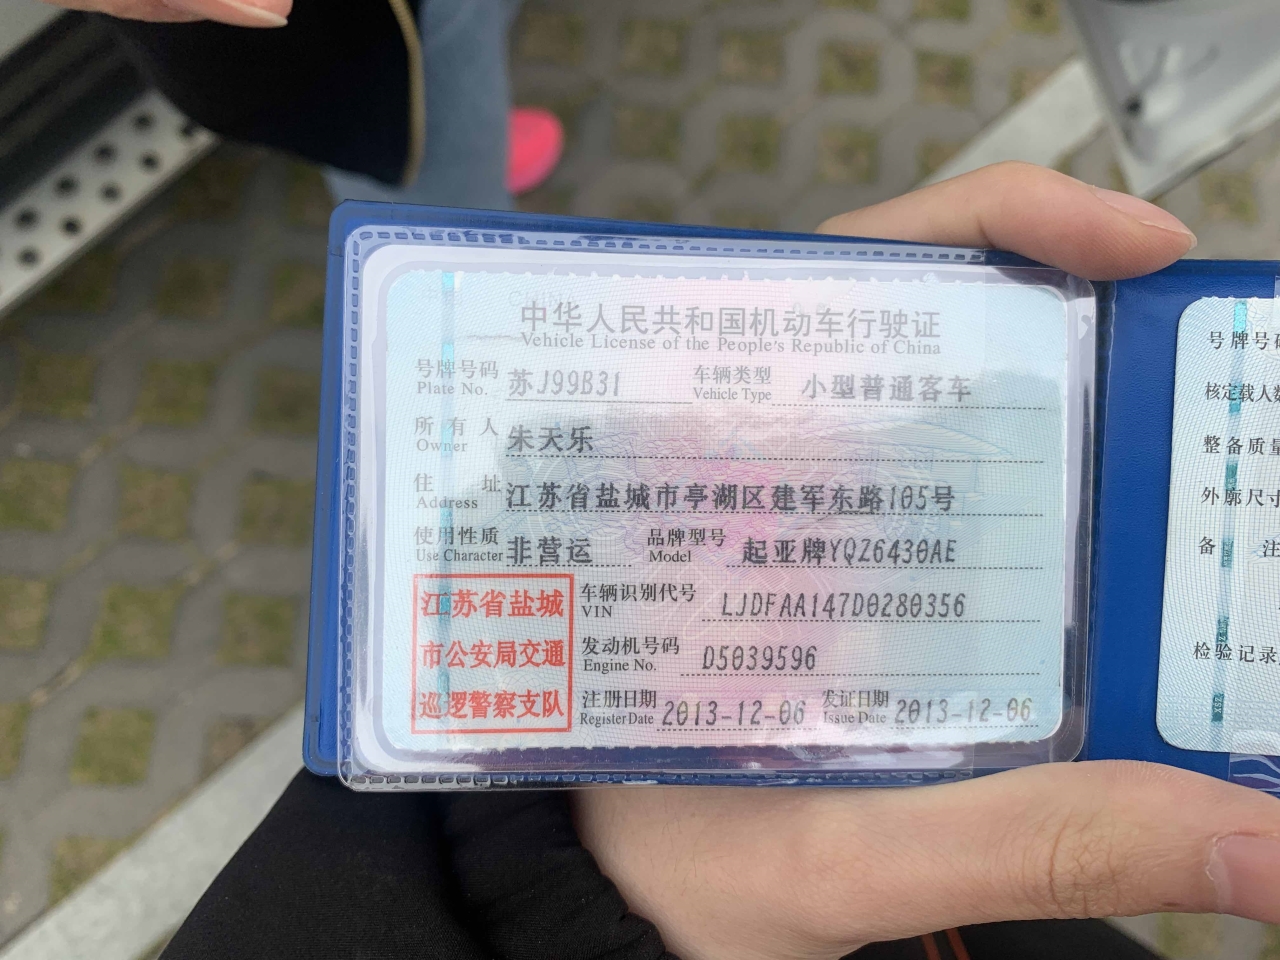 中华人民共和国机动车行驶证
Vehicle License of the People's Republic of China
号牌号码 苏J99B31 车辆类型 小型普通客车
Plate No. Vehicle Type
所有人 朱天乐
Owner
住址 江苏省盐城市亭湖区建军东路105号
Address
使用性质 非营运 品牌型号 起亚牌YQZ6430AE
Use Character Model
江苏省盐城
市公安局交通
巡逻警察支队
车辆识别代号 LJDFAA147D0280356
VIN
发动机号码 D5039596
Engine No.
注册日期 2013-12-06 发证日期 2013-12-06
Register Date Issue Date
号牌号码
核定载人数
整备质量
外廓尺寸
备 注
检验记录